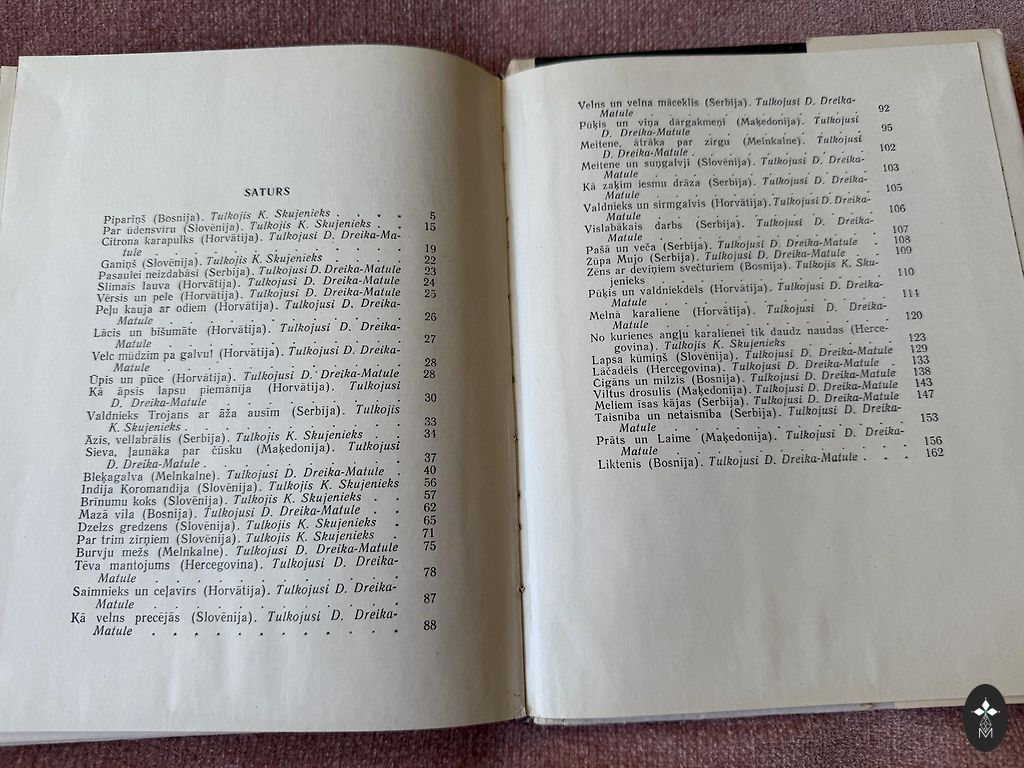 SATURS
Pipariņš (Bosnija). Tulkojis K. Skujenieks . . . . 5
Par ūdensvīru (Slovēnija). Tulkojis K. Skujenieks . . 15
Citrona karapulks (Horvātija). Tulkojusi D. Dreika-Ma-
tule . . . . . . . . . . 19
Ganiņš (Slovēnija). Tulkojis K. Skujenieks 22
Pasaulei neizdabāsi (Serbija). Tulkojusi D. Dreika-Matule 23
Slimais lauva (Horvātija). Tulkojusi D. Dreika-Matule 24
Vērsis un pele (Horvātija). Tulkojusi D. Dreika-Matule 25
Peļu kauja ar odiem (Horvātija). Tulkojusi D. Dreika-
Matule . . . . . . . . . 26
Lācis un bišumāte (Horvātija). Tulkojusi D. Dreika-
Matule . . . . . . . . . 27
Velc mūdzim pa galvu! (Horvātija). Tulkojusi D. Dreika-
Matule . . . . . . . . . 28
Ūpis un pūce (Horvātija). Tulkojusi D. Dreika-Matule 28
Kā āpsis lapsu piemānīja (Horvātija). Tulkojusi
D. Dreika-Matule . . . . . . . 30
Valdnieks Trojans ar āža ausīm (Serbija). Tulkojis
K. Skujenieks . . . . . . . . 33
Āzis, vellabrālis (Serbija). Tulkojis K. Skujenieks . 34
Sieva, ļaunāka par čūsku (Maķedonija). Tulkojusi
D. Dreika-Matule . . . . . . . 37
Bleķagalva (Melnkalne). Tulkojusi D. Dreika-Matule . 40
Indija Koromandija (Slovēnija). Tulkojis K. Skujenieks 56
Brīnumu koks (Slovēnija). Tulkojis K. Skujenieks . . 57
Mazā vila (Bosnija). Tulkojusi D. Dreika-Matule . . 62
Dzelzs gredzens (Slovēnija). Tulkojis K. Skujenieks . . 65
Par trim zirņiem (Slovēnija). Tulkojis K. Skujenieks . 71
Burvju mežs (Melnkalne). Tulkojusi D. Dreika-Matule 75
Tēva mantojums (Hercegovina). Tulkojusi D. Dreika-
Matule . . . . . . . . . 78
Saimnieks un ceļavīrs (Horvātija). Tulkojusi D. Dreika-
Matule . . . . . . . . . 87
Kā velns precējās (Slovēnija). Tulkojusi D. Dreika-
Matule . . . . . . . . . 88
Velns un velna māceklis (Serbija). Tulkojusi D. Dreika-
Matule . . . . . . . . . 92
Pūķis un viņa dārgakmeņi (Maķedonija). Tulkojusi
D. Dreika-Matule . . . . . . . 95
Meitene, ātrāka par zirgu (Melnkalne). Tulkojusi
D. Dreika-Matule . . . . . . . 102
Meitene un suņgalvji (Slovēnija). Tulkojusi D. Dreika-
Matule . . . . . . . . . 103
Kā zaķim iesmu drāza (Serbija). Tulkojusi D. Dreika-
Matule . . . . . . . . . 105
Valdnieks un sirmgalvis (Horvātija). Tulkojusi D. Dreika-
Matule . . . . . . . . . 106
Vislabākais darbs (Serbija). Tulkojusi D. Dreika-
Matule . . . . . . . . . 107
Pašā un veča (Serbija). Tulkojusi D. Dreika-Matule . 108
Zupa Mujo (Serbija). Tulkojusi D. Dreika-Matule . . 109
Zēns ar deviņiem svečturiem (Bosnija). Tulkojis K. Sku-
jenieks . . . . . . . . . 110
Pūķis un valdniekdēls (Horvātija). Tulkojusi D. Dreika-
Matule . . . . . . . . . 114
Melnā karaliene (Horvātija). Tulkojusi D. Dreika-
Matule . . . . . . . . . 120
No kurienes angļu karalienei tik daudz naudas (Herce-
govina). Tulkojis K. Skujenieks . . . . 123
Lapsa kūmiņš (Slovēnija). Tulkojusi D. Dreika-Matule 129
Lāčadēls (Hercegovina). Tulkojusi D. Dreika-Matule 133
Cigāns un milzis (Bosnija). Tulkojusi D. Dreika-Matule 138
Viltus drosulis (Maķedonija). Tulkojusi D. Dreika-Matule 143
Meliem īsas kājas (Serbija). Tulkojusi D. Dreika-Matule 147
Taisnība un netaisnība (Serbija). Tulkojusi D. Dreika-
Matule . . . . . . . . . 153
Prāts un Laime (Maķedonija). Tulkojusi D. Dreika-
Matule . . . . . . . . . 156
Liktenis (Bosnija). Tulkojusi D. Dreika-Matule . . . 162
M